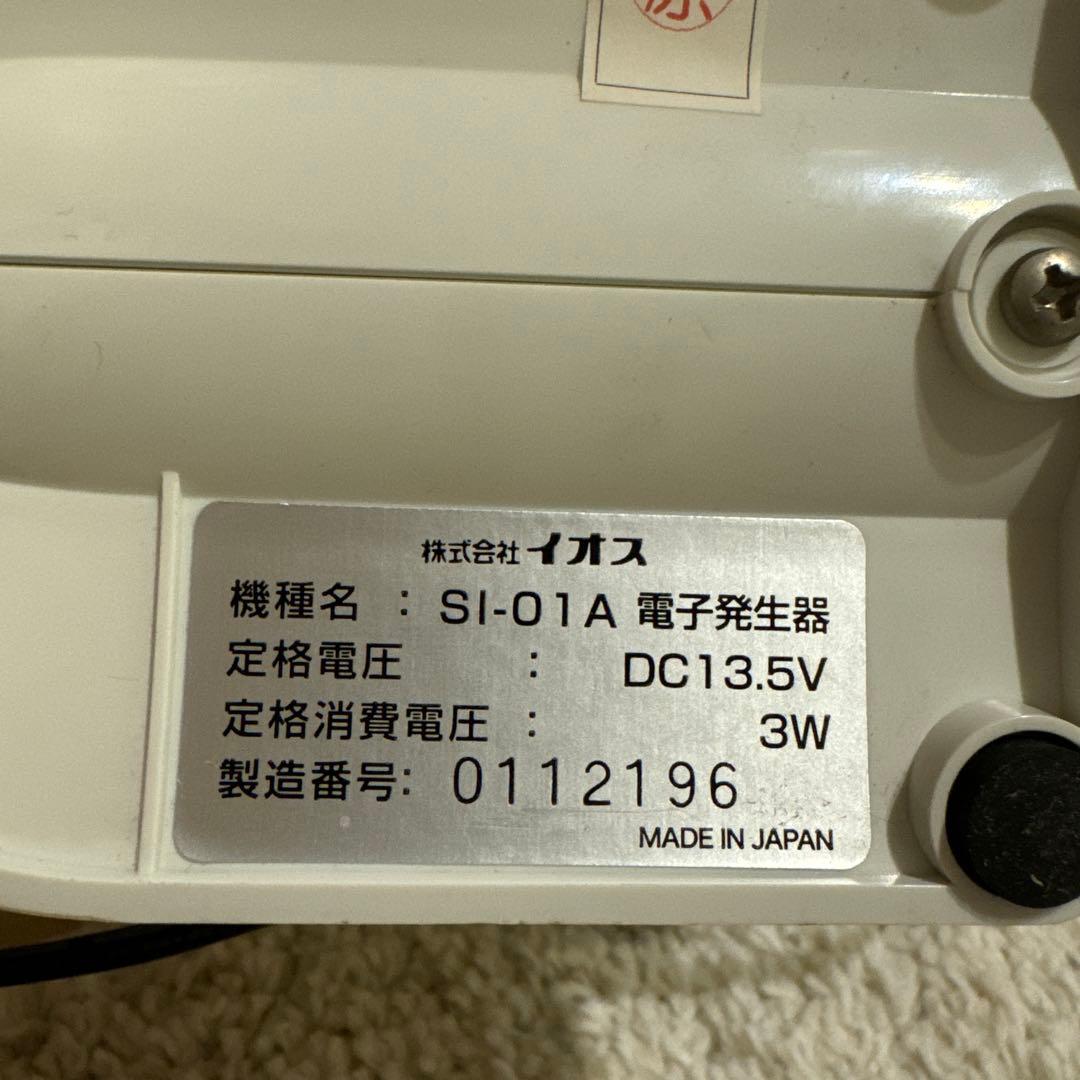 株式会社イオス
機種名 : SI-01A 電子発生器
定格電圧 : DC13.5V
定格消費電圧 : 3W
製造番号: 0112196
MADE IN JAPAN